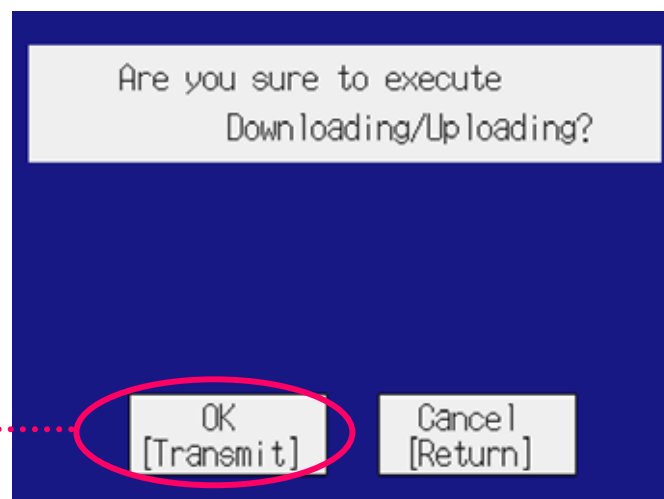 Are you sure to execute
Downloading/Uploading?
OK
[Transmit]
Cancel
[Return]